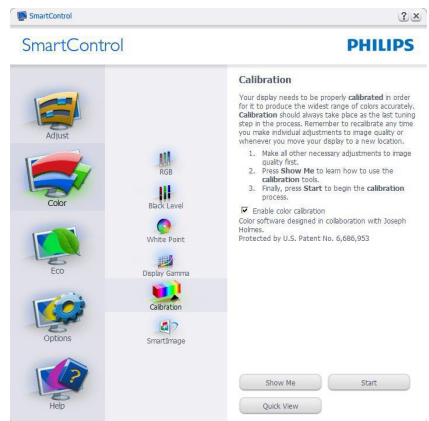 SmartControl
SmartControl
PHILIPS
Adjust
Color
Eco
Options
Help
RGB
Black Level
White Point
Display Gamma
Calibration
SmartImage
Calibration
Your display needs to be properly calibrated in order
for it to produce the widest range of colors accurately.
Calibration should always take place as the last tuning
step in the process. Remember to recalibrate any time
you make individual adjustments to image quality or
whenever you move your display to a new location.
1. Make all other necessary adjustments to image
quality first.
2. Press Show Me to learn how to use the
calibration tools.
3. Finally, press Start to begin the calibration
process.
Enable color calibration
Color software designed in collaboration with Joseph
Holmes.
Protected by U.S. Patent No. 6,686,953
Show Me
Start
Quick View